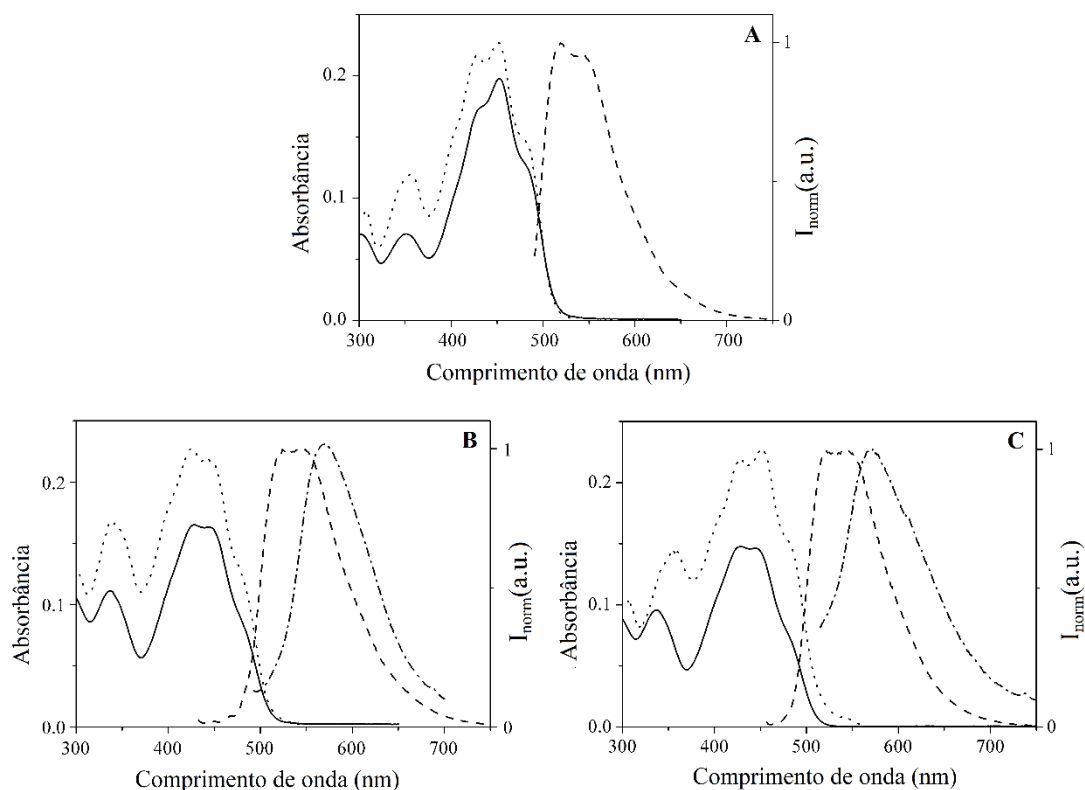 A
Absorbância
0.2
0.1
0.0
300 400 500 600 700
Comprimento de onda (nm)
1
1
I_norm(a.u.)
B
Absorbância
0.2
0.1
0.0
300 400 500 600 700
Comprimento de onda (nm)
1
0
I_norm(a.u.)
C
Absorbância
0.2
0.1
0.0
300 400 500 600 700
Comprimento de onda (nm)
1
0
I_norm(a.u.)